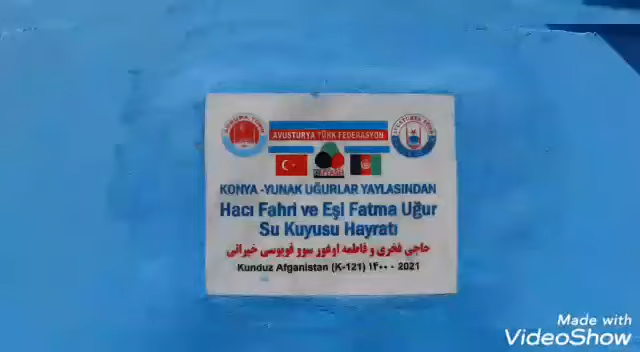 AVUSTURYA TÜRK FEDERASYON
KONYA -YUNAK UĞURLAR YAYLASINDAN
Hacı Fahri ve Eşi Fatma Uğur
Su Kuyusu Hayratı
حاجی فخری و فاطمه اوغور سوو قویوسی خیراتی
Kunduz Afganistan (K-121) ۱۴۰۰ - 2021
Made with
VideoShow